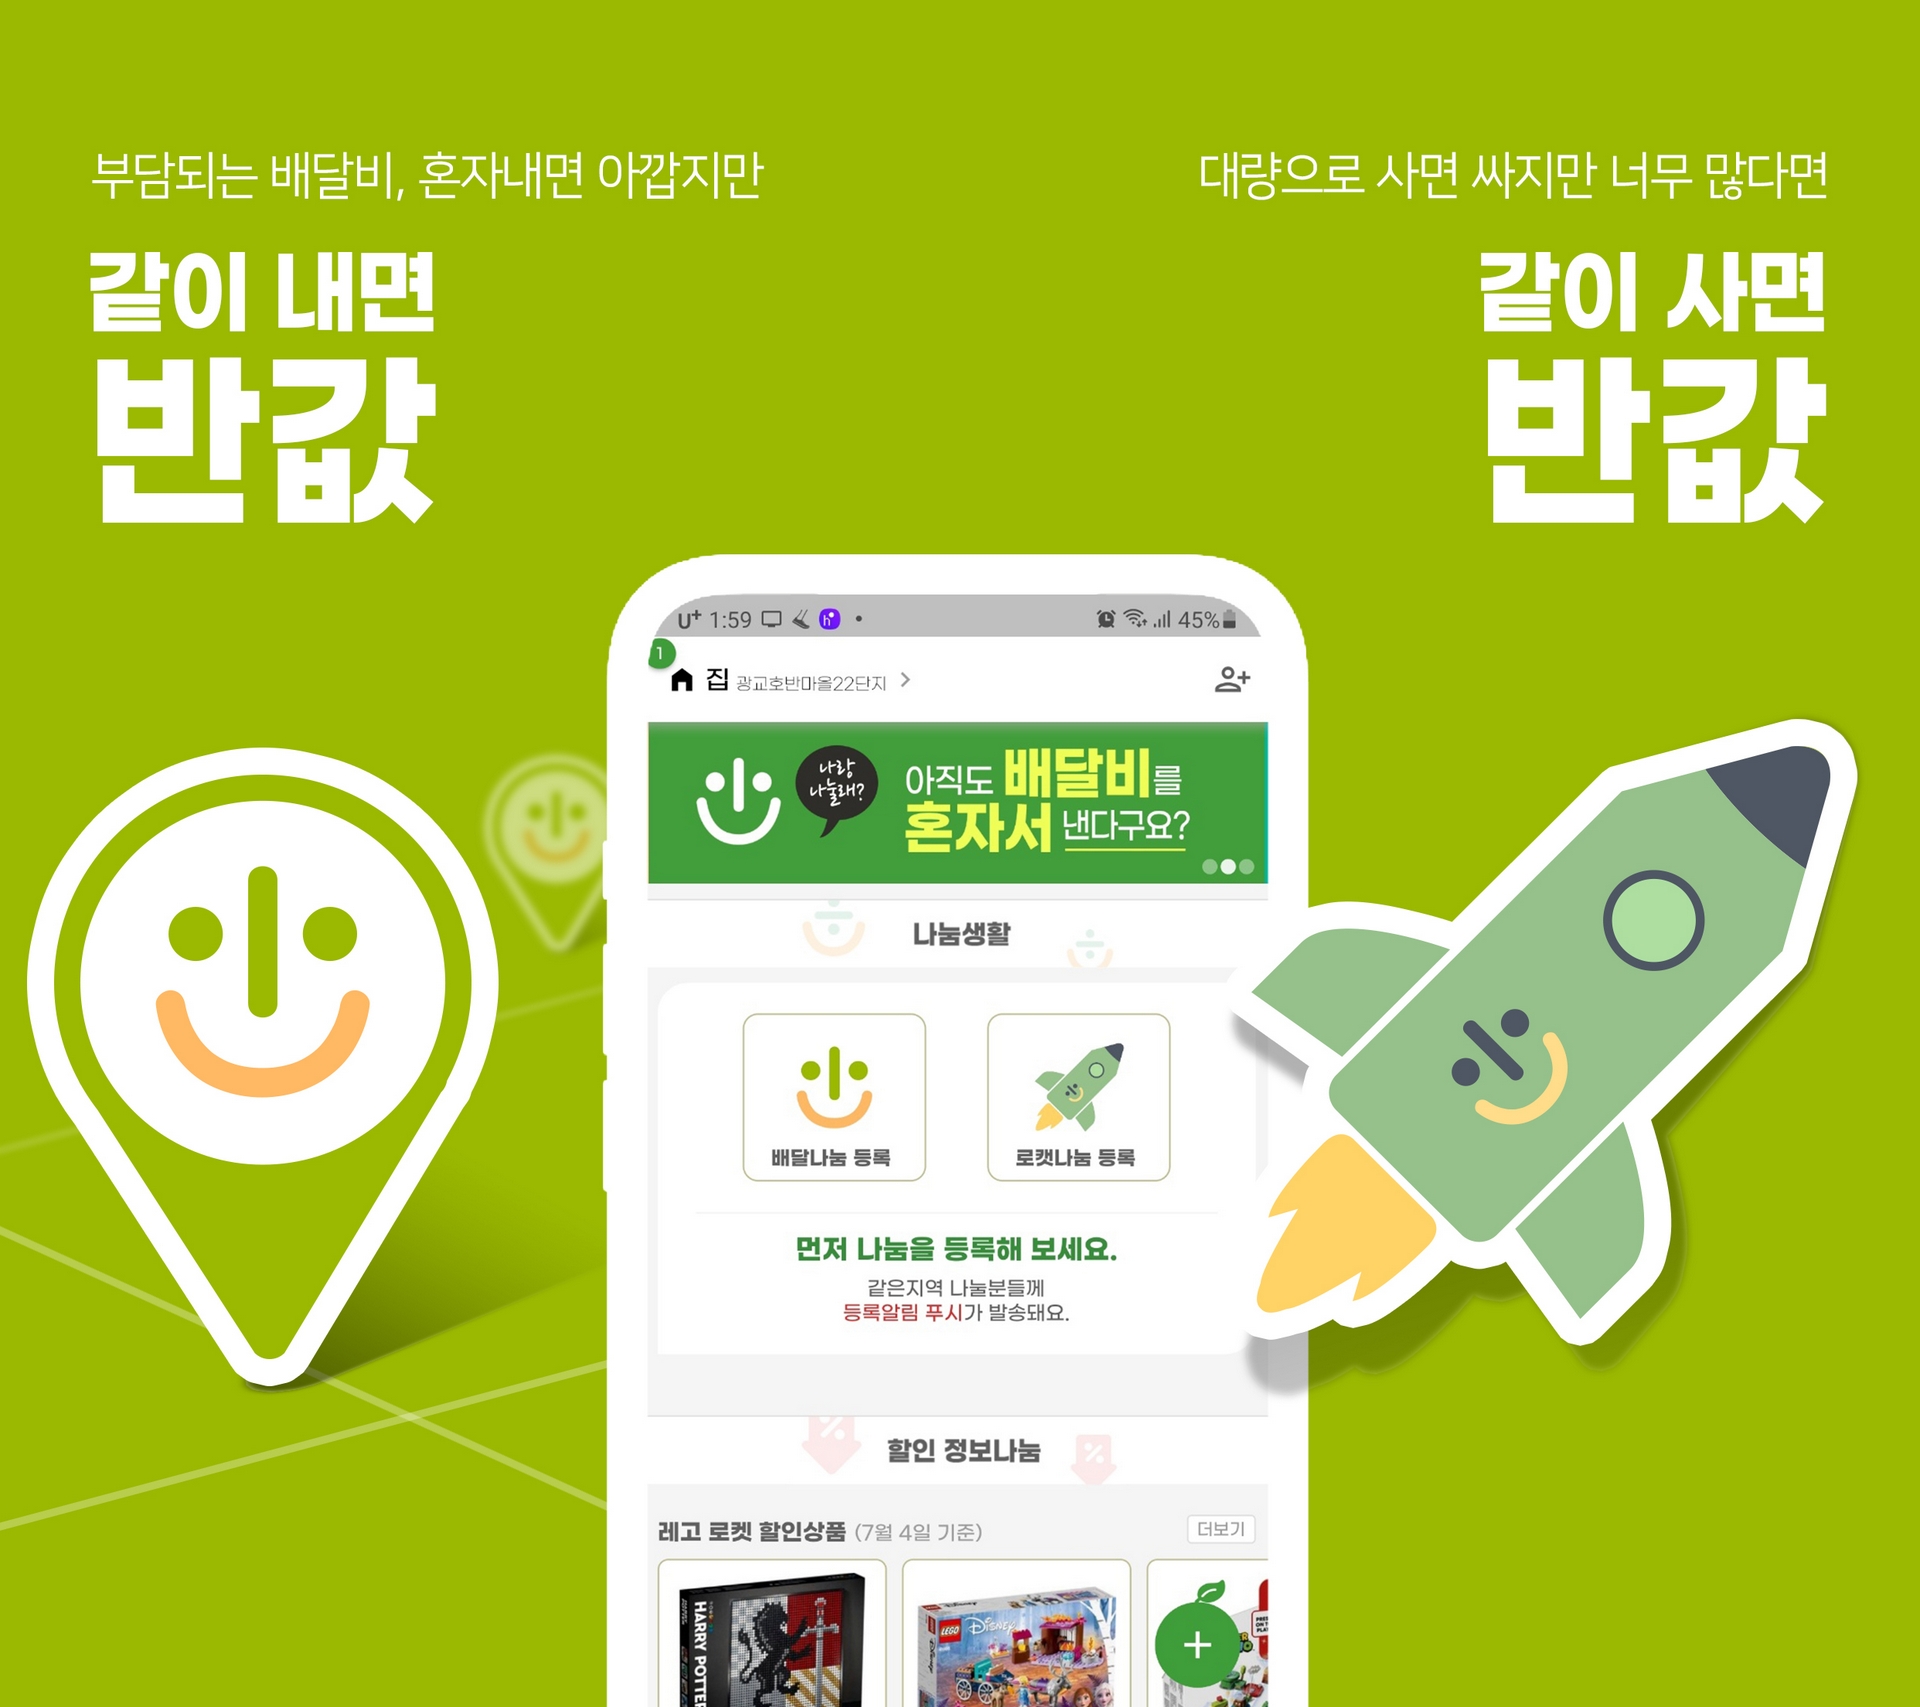 부담되는 배달비, 혼자내면 아깝지만
같이 내면
반값
대량으로 사면 싸지만 너무 많다면
같이 사면
반값
U+ 1:59
45%
1
집 광교호반마을22단지
나랑
나눌래?
아직도 배달비를
혼자서 낸다구요?
나눔생활
배달나눔 등록
로캣나눔 등록
먼저 나눔을 등록해 보세요.
같은지역 나눌분들께
등록알림 푸시가 발송돼요.
할인 정보나눔
레고 로켓 할인상품 (7월 4일 기준)
더보기
HARRY POTTER
LEGO Disney